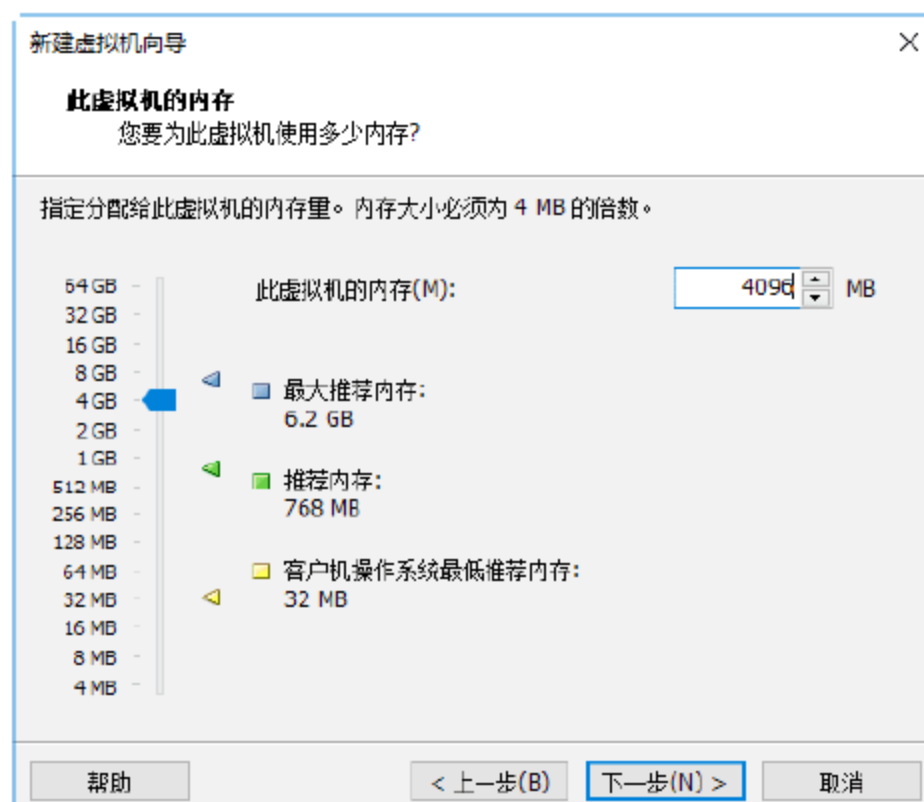 新建虚拟机向导
此虚拟机的内存
您要为此虚拟机使用多少内存?
指定分配给此虚拟机的内存量。内存大小必须为 4 MB 的倍数。
此虚拟机的内存(M): 4096 MB
64 GB
32 GB
16 GB
8 GB
4 GB
2 GB
1 GB
512 MB
256 MB
128 MB
64 MB
32 MB
16 MB
8 MB
4 MB
最大推荐内存:
6.2 GB
推荐内存:
768 MB
客户机操作系统最低推荐内存:
32 MB
帮助
< 上一步(B)
下一步(N) >
取消